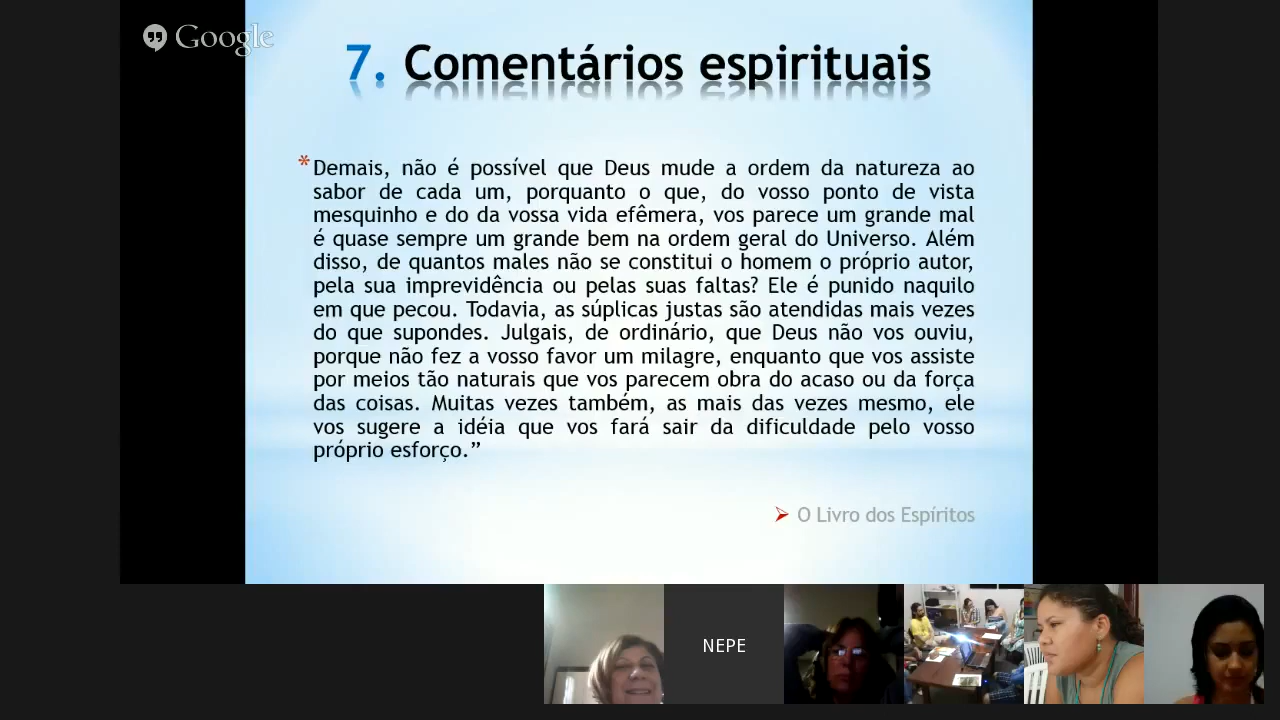 Google
7. Comentários espirituais
* Demais, não é possível que Deus mude a ordem da natureza ao
sabor de cada um, porquanto o que, do vosso ponto de vista
mesquinho e do da vossa vida efêmera, vos parece um grande mal
é quase sempre um grande bem na ordem geral do Universo. Além
disso, de quantos males não se constitui o homem o próprio autor,
pela sua imprevidência ou pelas suas faltas? Ele é punido naquilo
em que pecou. Todavia, as súplicas justas são atendidas mais vezes
do que supondes. Julgais, de ordinário, que Deus não vos ouviu,
porque não fez a vosso favor um milagre, enquanto que vos assiste
por meios tão naturais que vos parecem obra do acaso ou da força
das coisas. Muitas vezes também, as mais das vezes mesmo, ele
vos sugere a idéia que vos fará sair da dificuldade pelo vosso
próprio esforço.”
O Livro dos Espíritos
NEPE